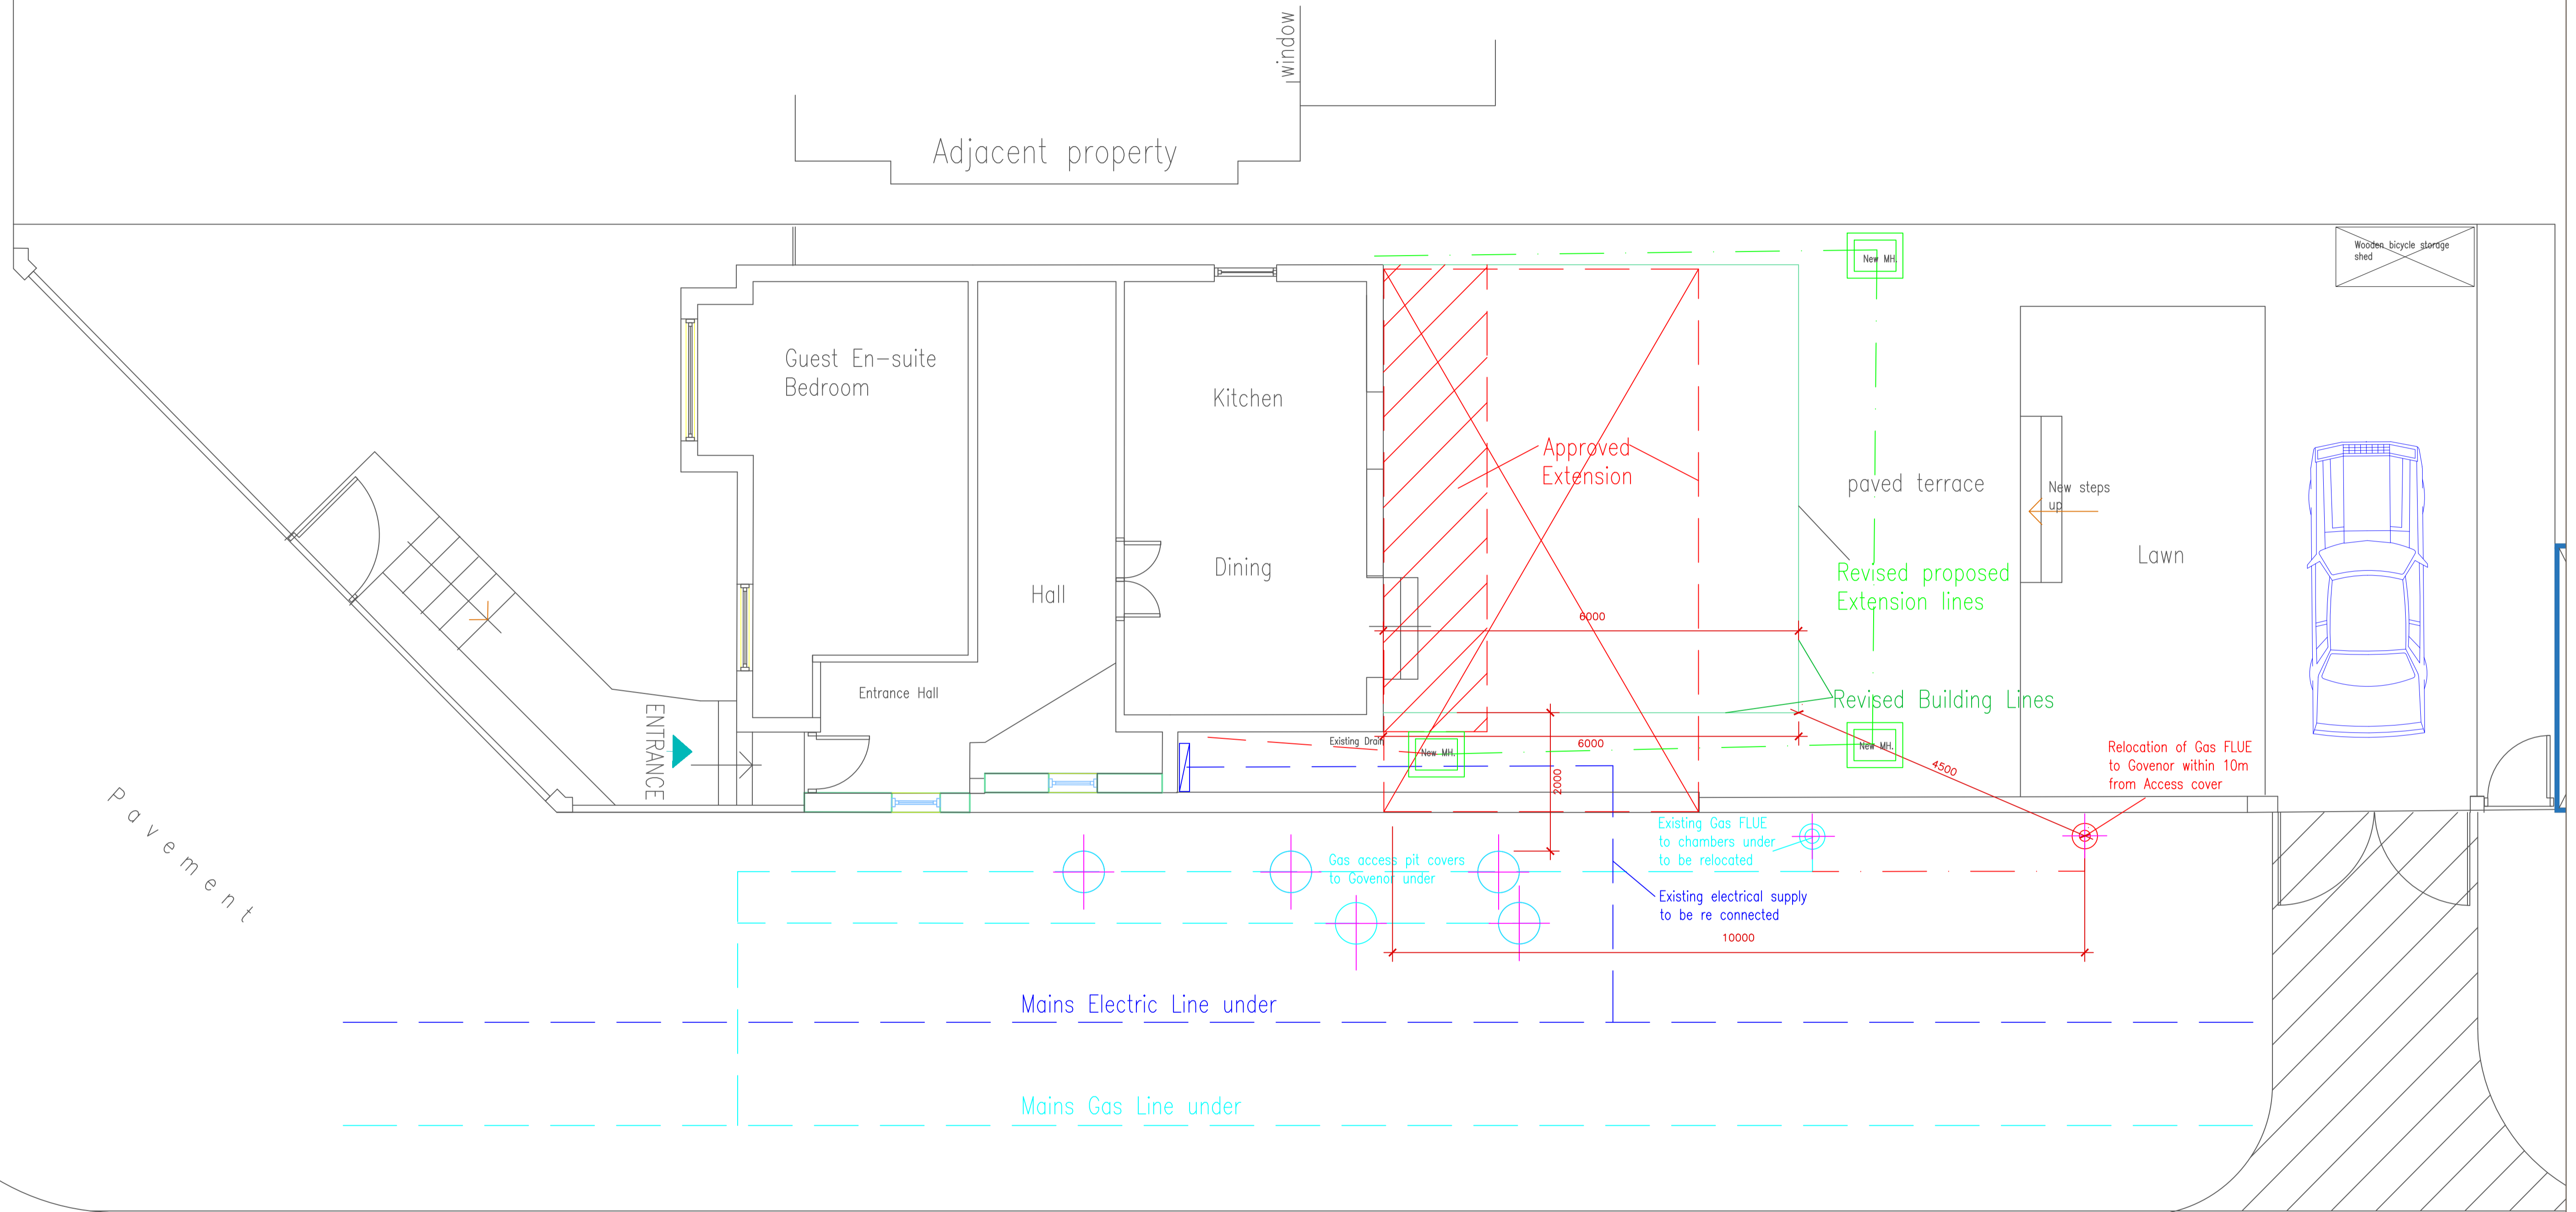 window
Adjacent property
Wooden bicycle storage
shed
New MH.
Guest En-suite
Bedroom
Kitchen
Approved
Extension
paved terrace
New steps
up
Lawn
Dining
Revised proposed
Extension lines
Hall
6000
Entrance Hall
Revised Building Lines
ENTRANCE
Existing Drain
New MH.
6000
New MH.
4500
Relocation of Gas FLUE
to Govenor within 10m
from Access cover
2000
Pavement
Existing Gas FLUE
to chambers under
to be relocated
Gas access pit covers
to Govenor under
Existing electrical supply
to be re connected
10000
Mains Electric Line under
Mains Gas Line under